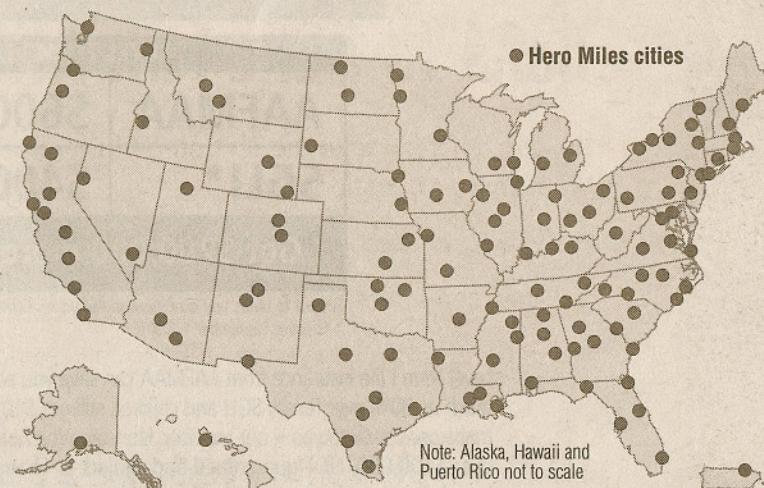 Hero Miles cities
Note: Alaska, Hawaii and
Puerto Rico not to scale